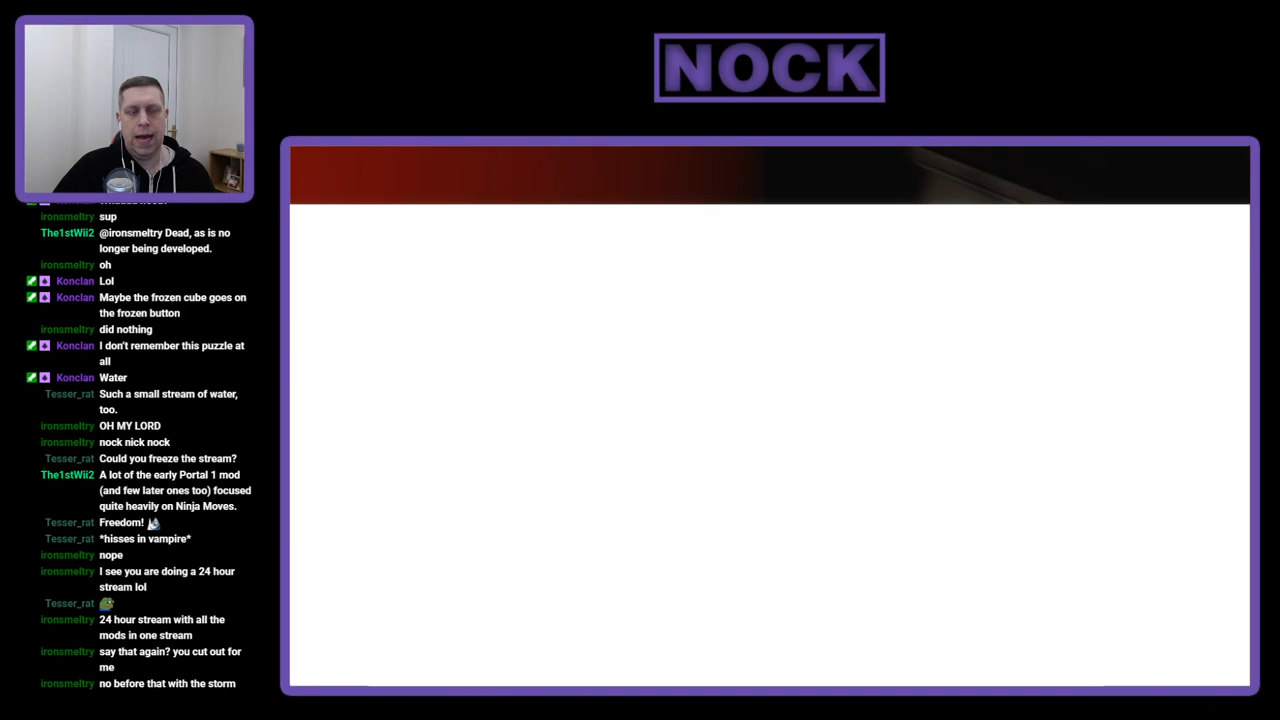 NOCK
ironsmeltry sup
The1stWii2 @ironsmeltry Dead, as is no
longer being developed.
ironsmeltry oh
Konclan Lol
Konclan Maybe the frozen cube goes on
the frozen button
ironsmeltry did nothing
Konclan I don't remember this puzzle at
all
Konclan Water
Tesser_rat Such a small stream of water,
too.
ironsmeltry OH MY LORD
ironsmeltry nock nick nock
Tesser_rat Could you freeze the stream?
The1stWii2 A lot of the early Portal 1 mod
(and few later ones too) focused
quite heavily on Ninja Moves.
Tesser_rat Freedom!
Tesser_rat *hisses in vampire*
ironsmeltry nope
ironsmeltry I see you are doing a 24 hour
stream lol
Tesser_rat
ironsmeltry 24 hour stream with all the
mods in one stream
ironsmeltry say that again? you cut out for
me
ironsmeltry no before that with the storm